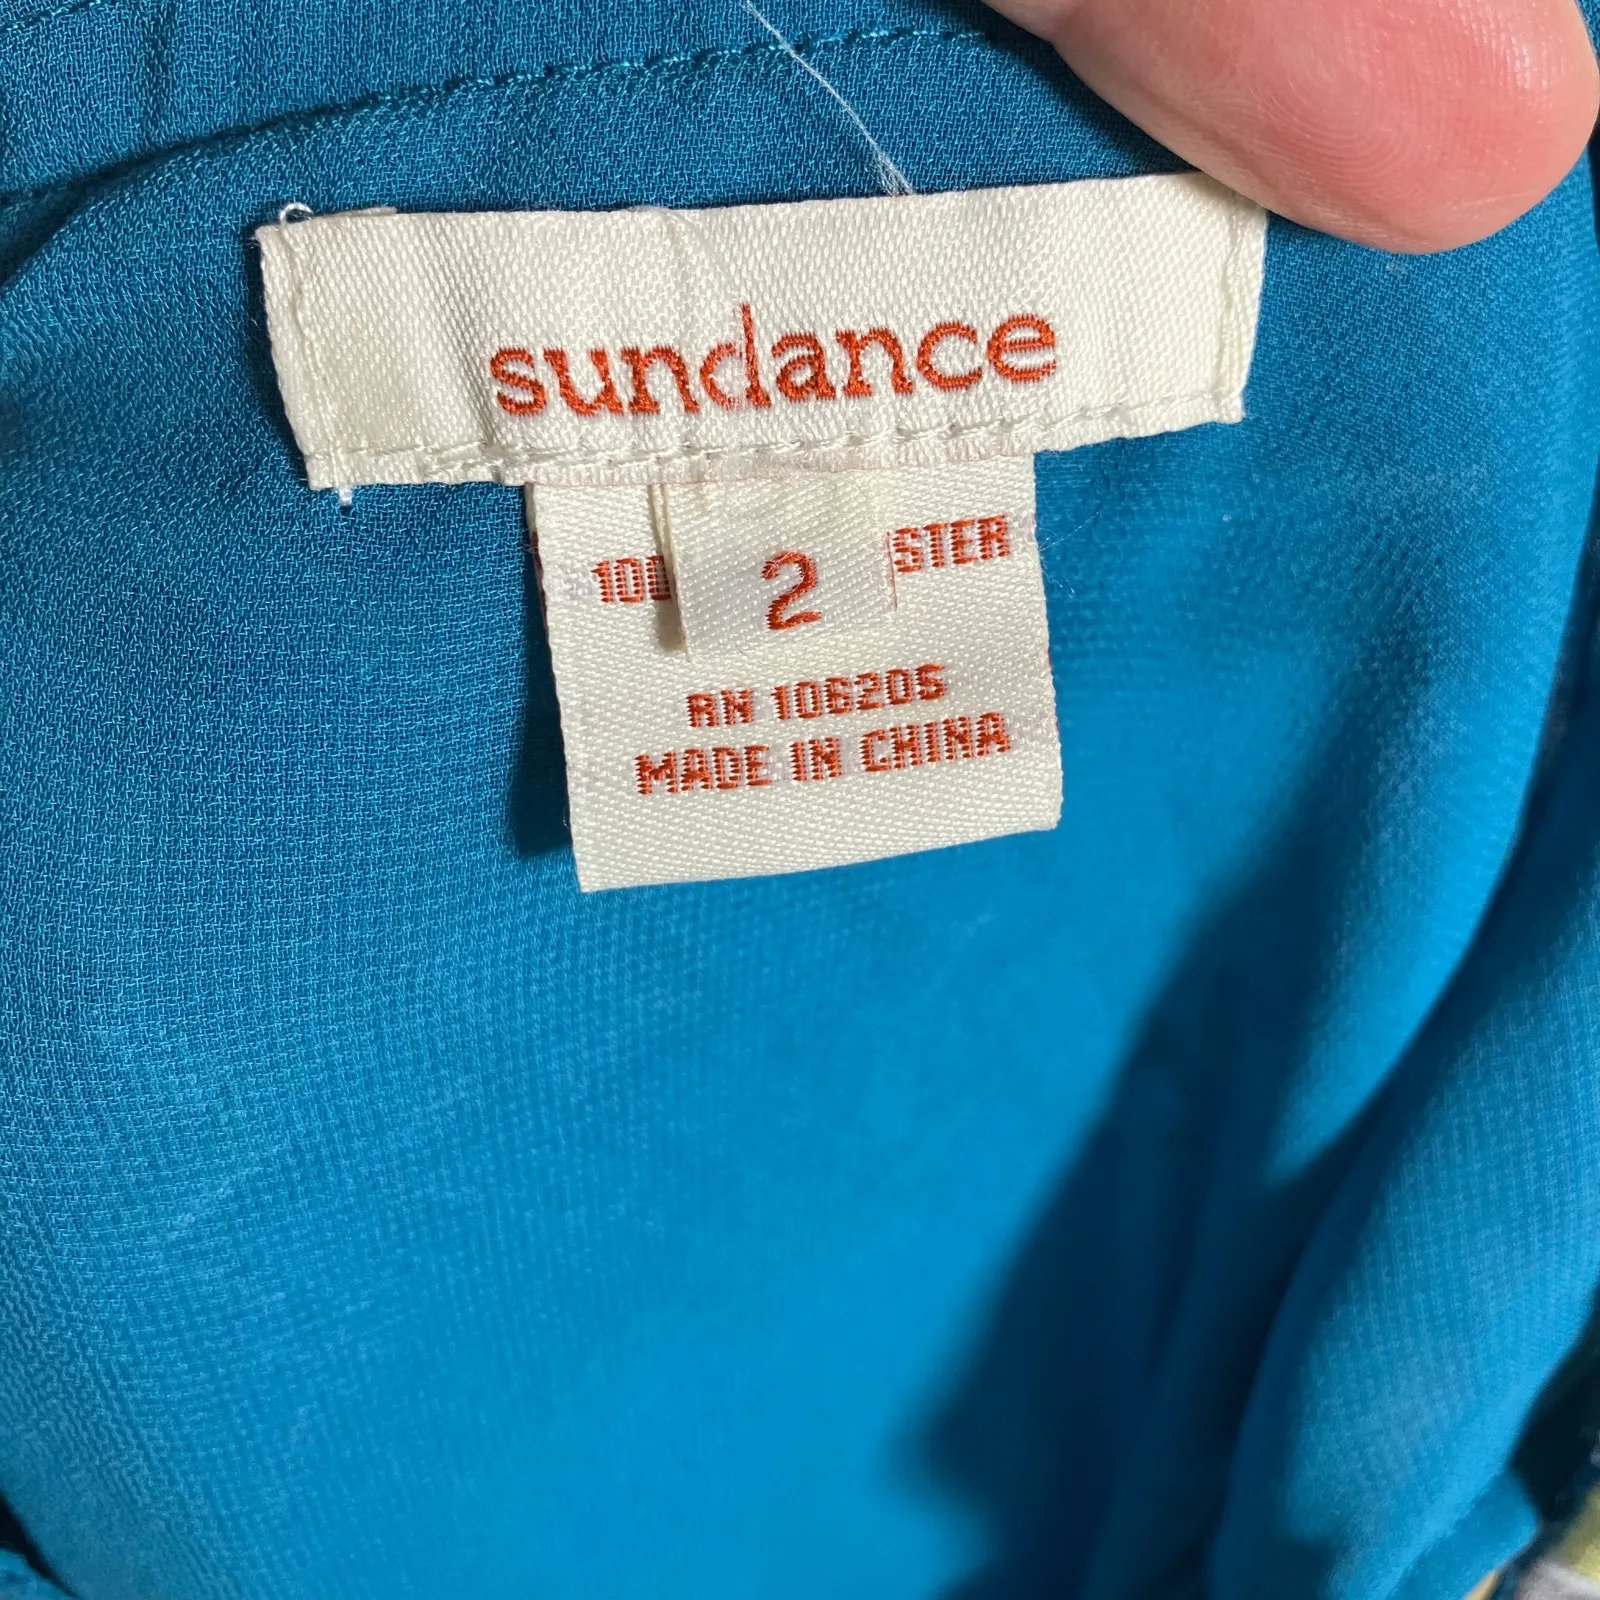 sundance
100 STER
2
RN 106205
MADE IN CHINA